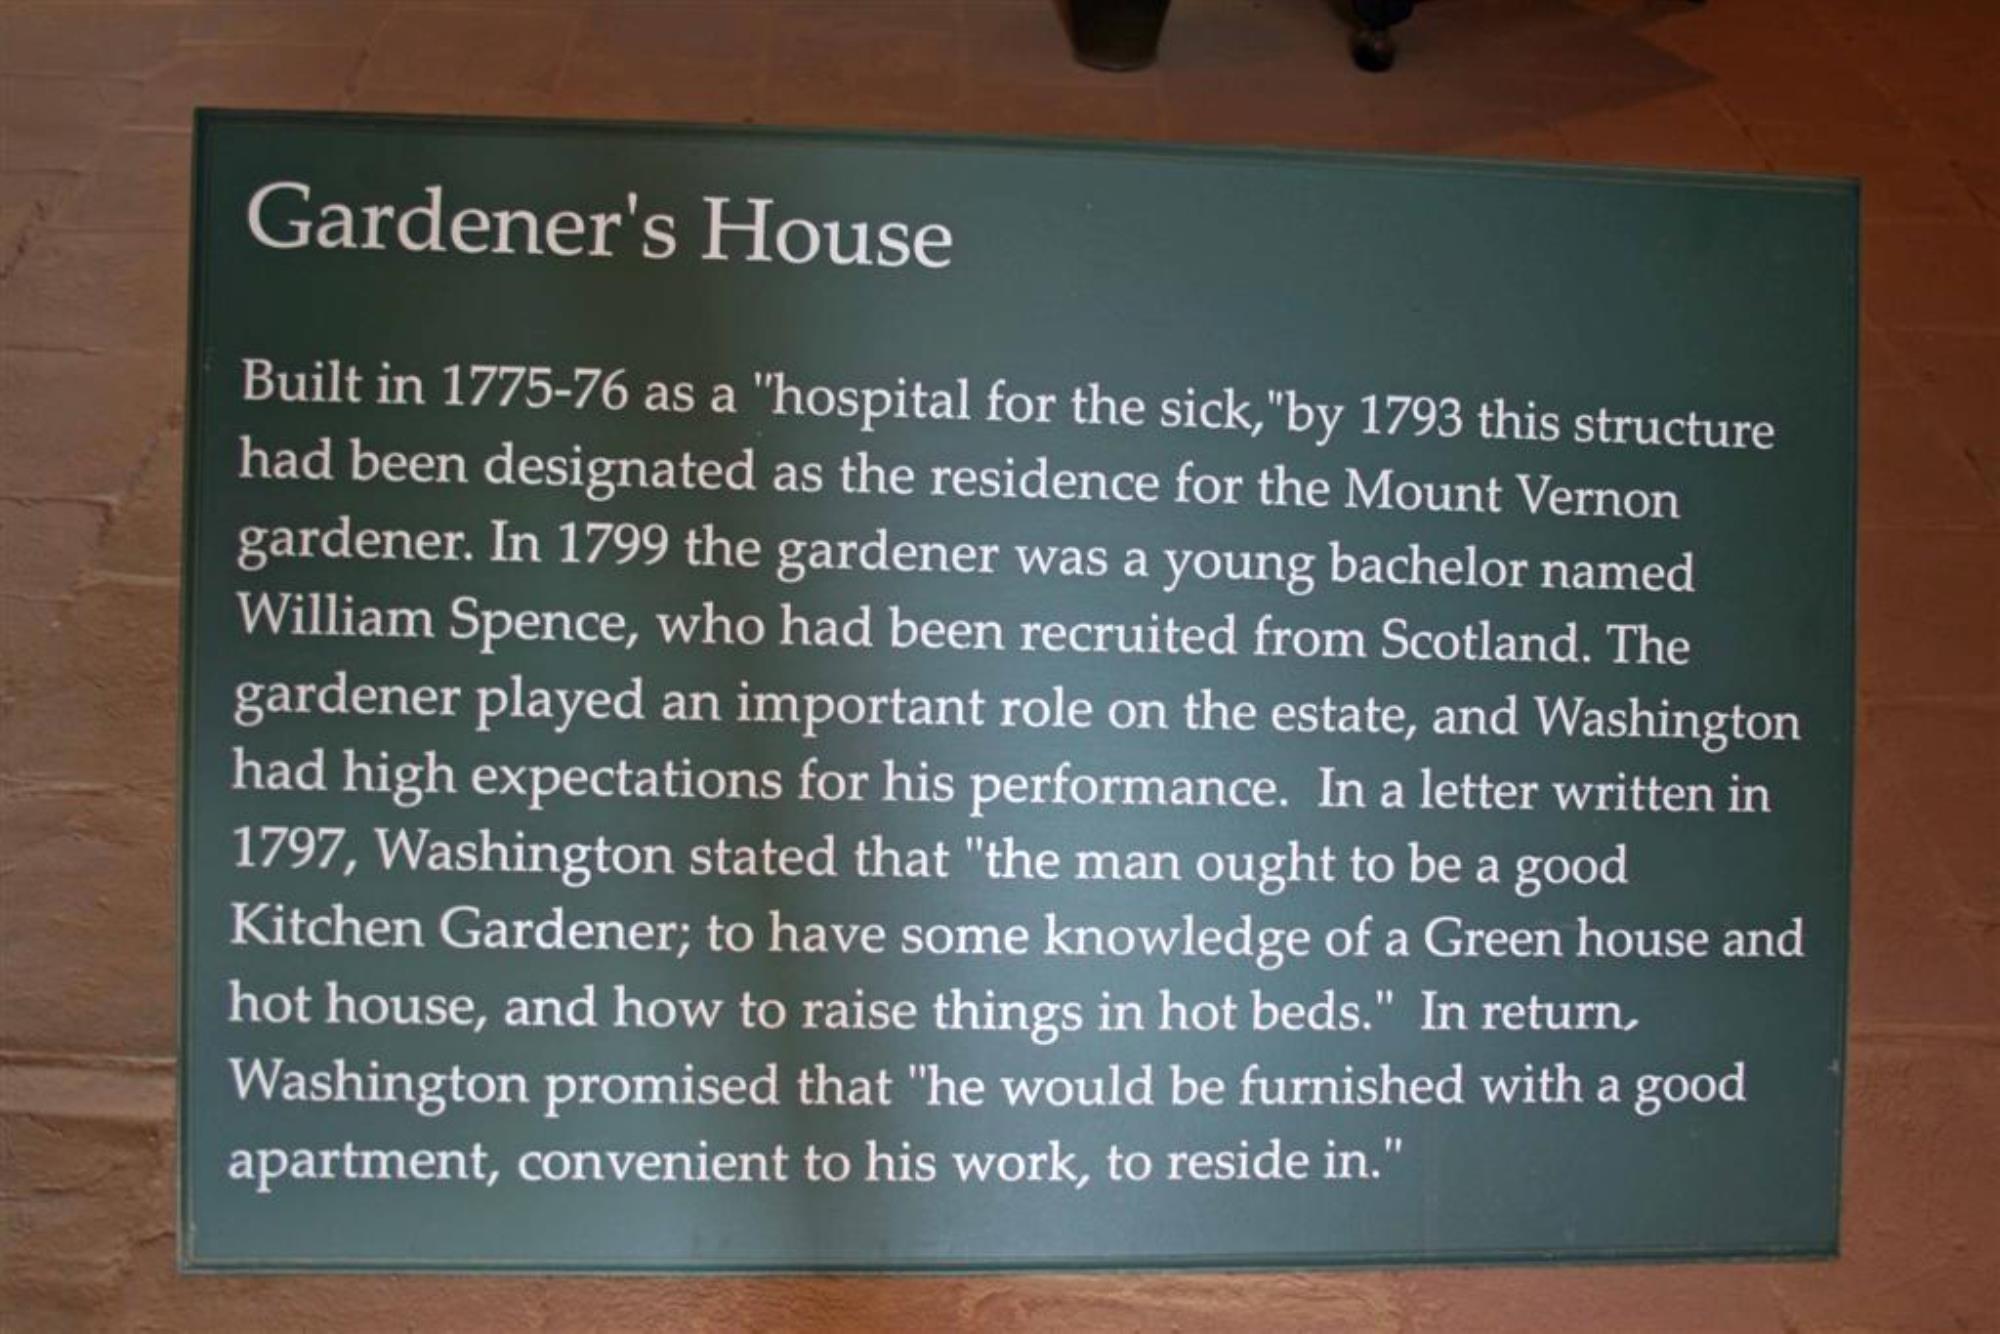 Gardener's House
Built in 1775-76 as a "hospital for the sick,"by 1793 this structure
had been designated as the residence for the Mount Vernon
gardener. In 1799 the gardener was a young bachelor named
William Spence, who had been recruited from Scotland. The
gardener played an important role on the estate, and Washington
had high expectations for his performance.  In a letter written in
1797, Washington stated that "the man ought to be a good
Kitchen Gardener; to have some knowledge of a Green house and
hot house, and how to raise things in hot beds."  In return,
Washington promised that "he would be furnished with a good
apartment, convenient to his work, to reside in."